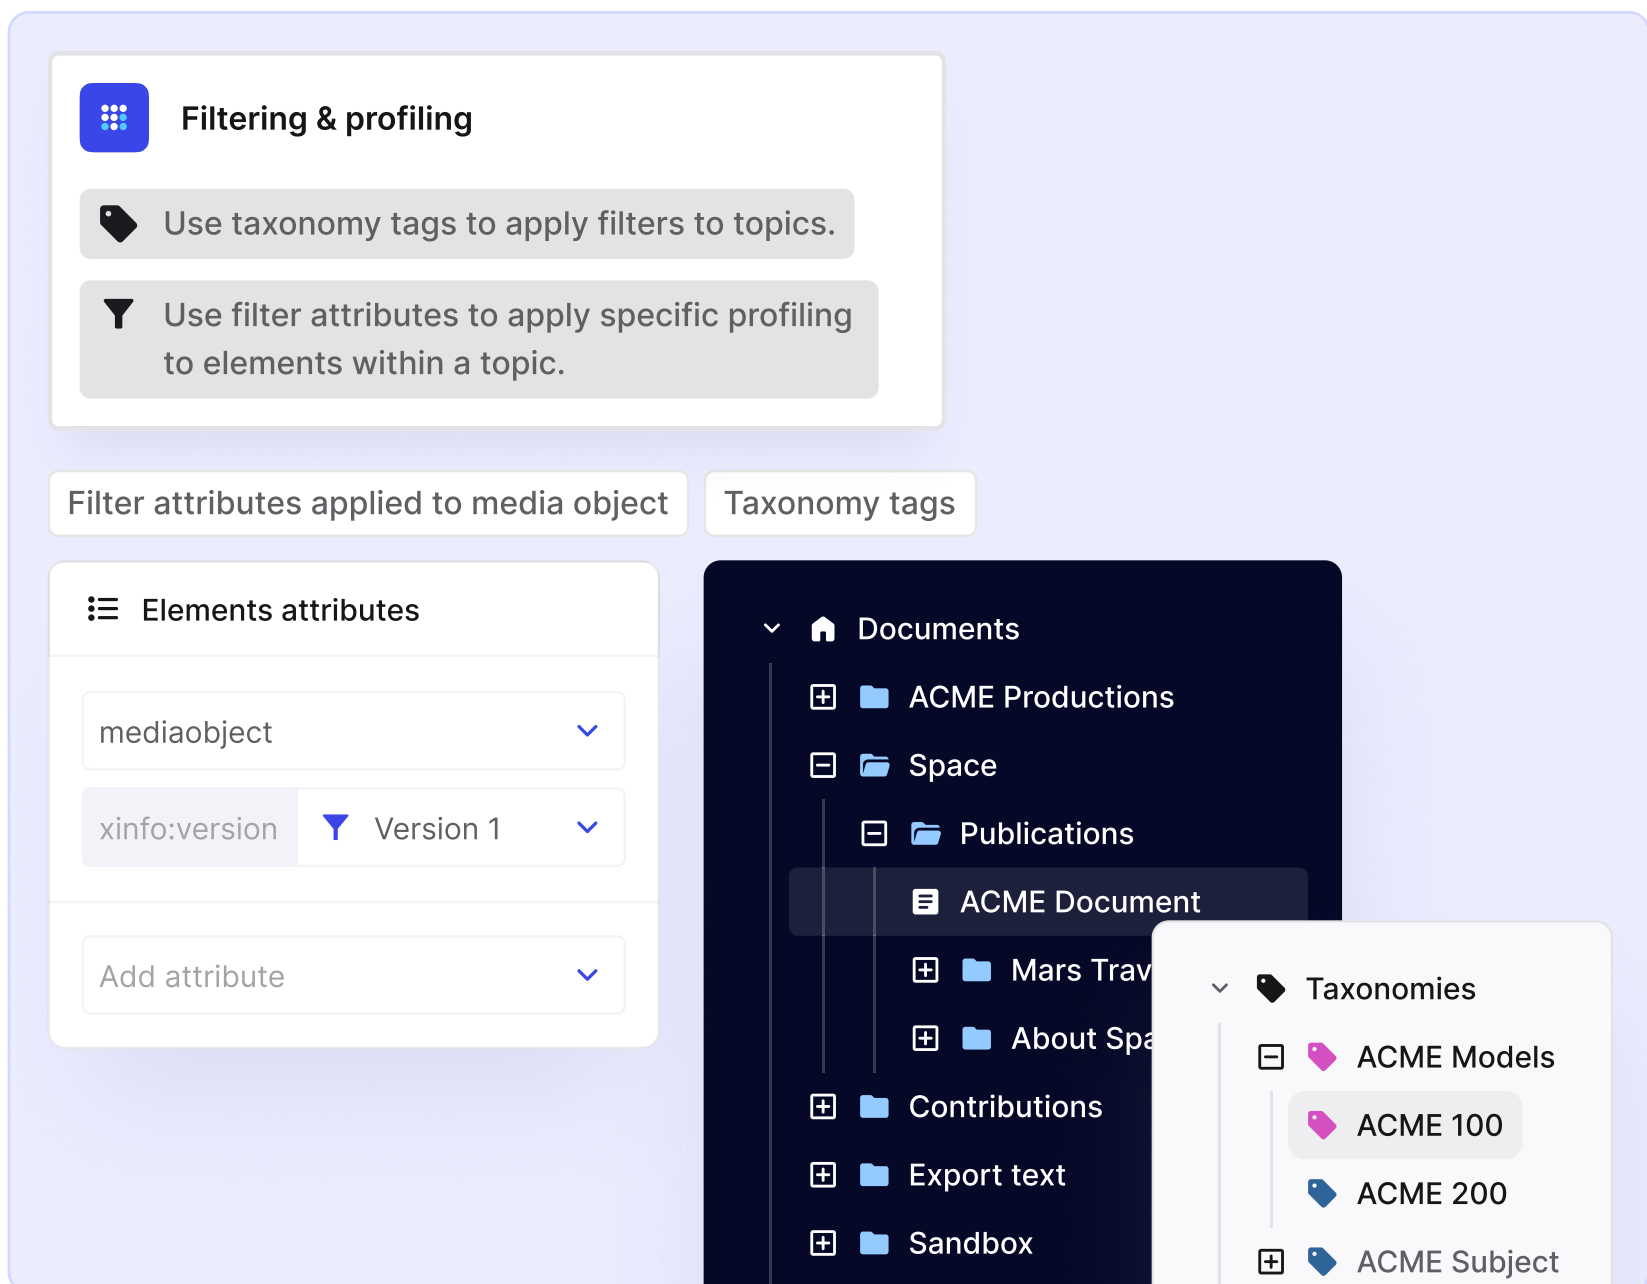 Filtering & profiling
Use taxonomy tags to apply filters to topics.
Use filter attributes to apply specific profiling
to elements within a topic.
Filter attributes applied to media object
Taxonomy tags
Elements attributes
mediaobject
xinfo:version
Version 1
Add attribute
Documents
ACME Productions
Space
Publications
ACME Document
Mars
About
Contributions
Export text
Sandbox
Taxonomies
ACME Models
ACME 100
ACME 200
ACME Subject